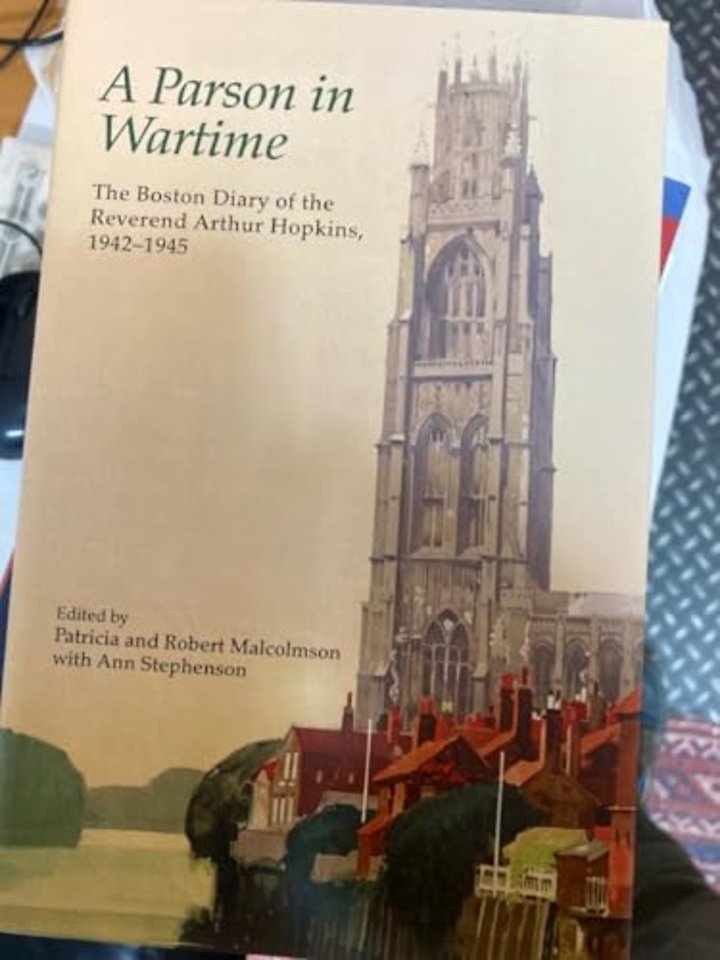 A Parson in
Wartime
The Boston Diary of the
Reverend Arthur Hopkins,
1942–1945
Edited by
Patricia and Robert Malcolmson
with Ann Stephenson